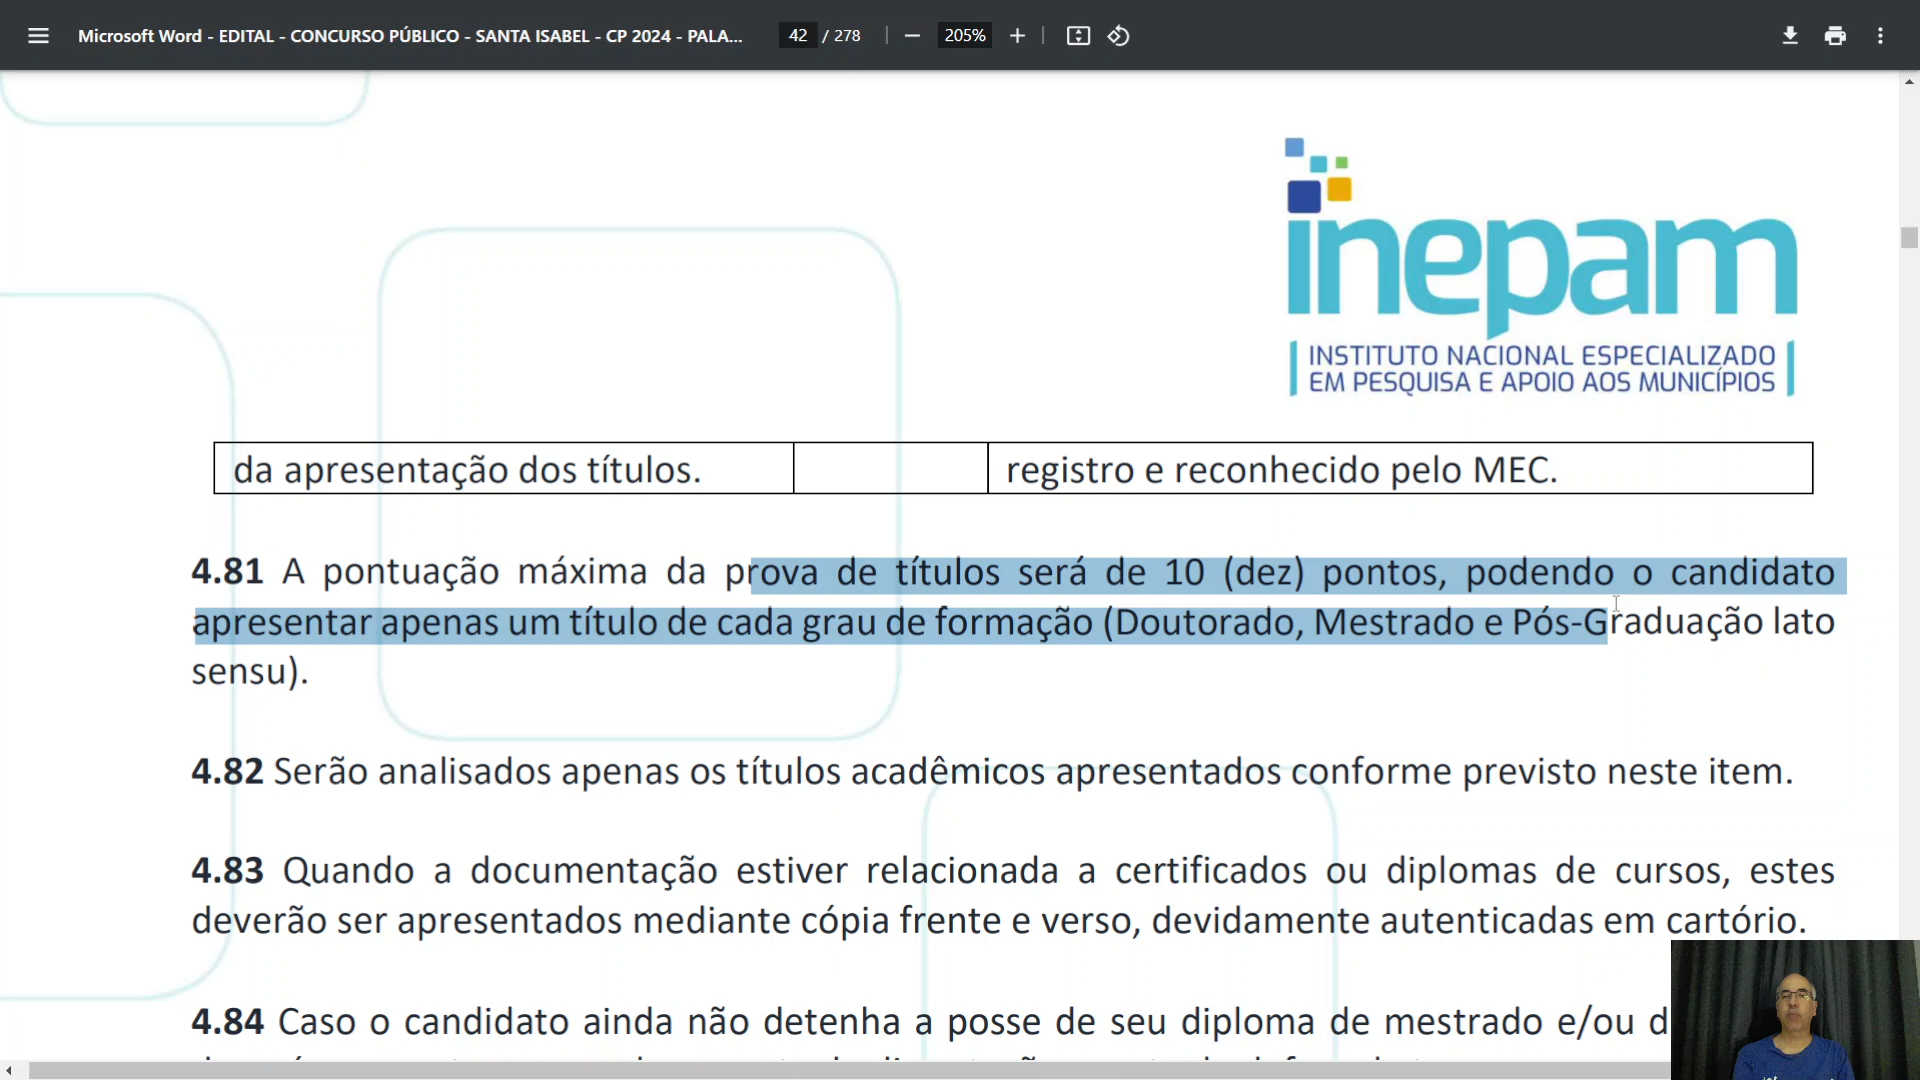 Microsoft Word - EDITAL - CONCURSO PÚBLICO - SANTA ISABEL - CP 2024 - PALA...
42 / 278
205%
inepam
INSTITUTO NACIONAL ESPECIALIZADO
EM PESQUISA E APOIO AOS MUNICÍPIOS
da apresentação dos títulos.
registro e reconhecido pelo MEC.
4.81 A pontuação máxima da prova de títulos será de 10 (dez) pontos, podendo o candidato
apresentar apenas um título de cada grau de formação (Doutorado, Mestrado e Pós-Graduação lato
sensu).
4.82 Serão analisados apenas os títulos acadêmicos apresentados conforme previsto neste item.
4.83 Quando a documentação estiver relacionada a certificados ou diplomas de cursos, estes
deverão ser apresentados mediante cópia frente e verso, devidamente autenticadas em cartório.
4.84 Caso o candidato ainda não detenha a posse de seu diploma de mestrado e/ou d